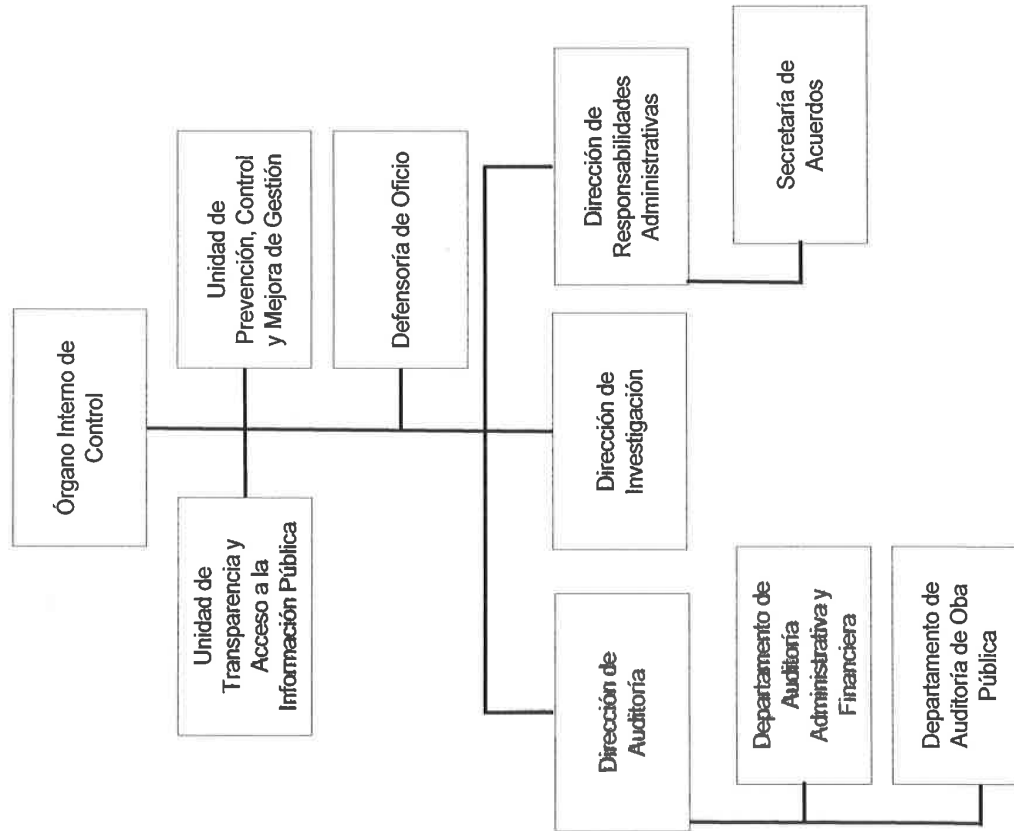 Órgano Interno de
Control
Unidad de
Transparencia y
Acceso a la
Información Pública
Unidad de
Prevención, Control
y Mejora de Gestión
Defensoría de Oficio
Dirección de
Auditoría
Dirección de
Investigación
Dirección de
Responsabilidades
Administrativas
Departamento de
Auditoría
Administrativa y
Financiera
Departamento de
Auditoría de Oba
Pública
Secretaría de
Acuerdos